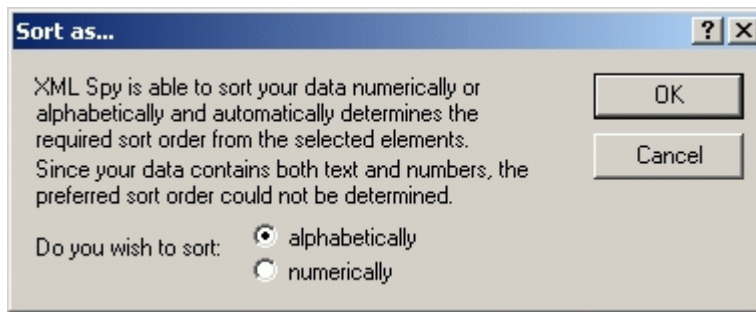 Sort as...
XML Spy is able to sort your data numerically or
alphabetically and automatically determines the
required sort order from the selected elements.
Since your data contains both text and numbers, the
preferred sort order could not be determined.
OK
Cancel
Do you wish to sort:
alphabetically
numerically